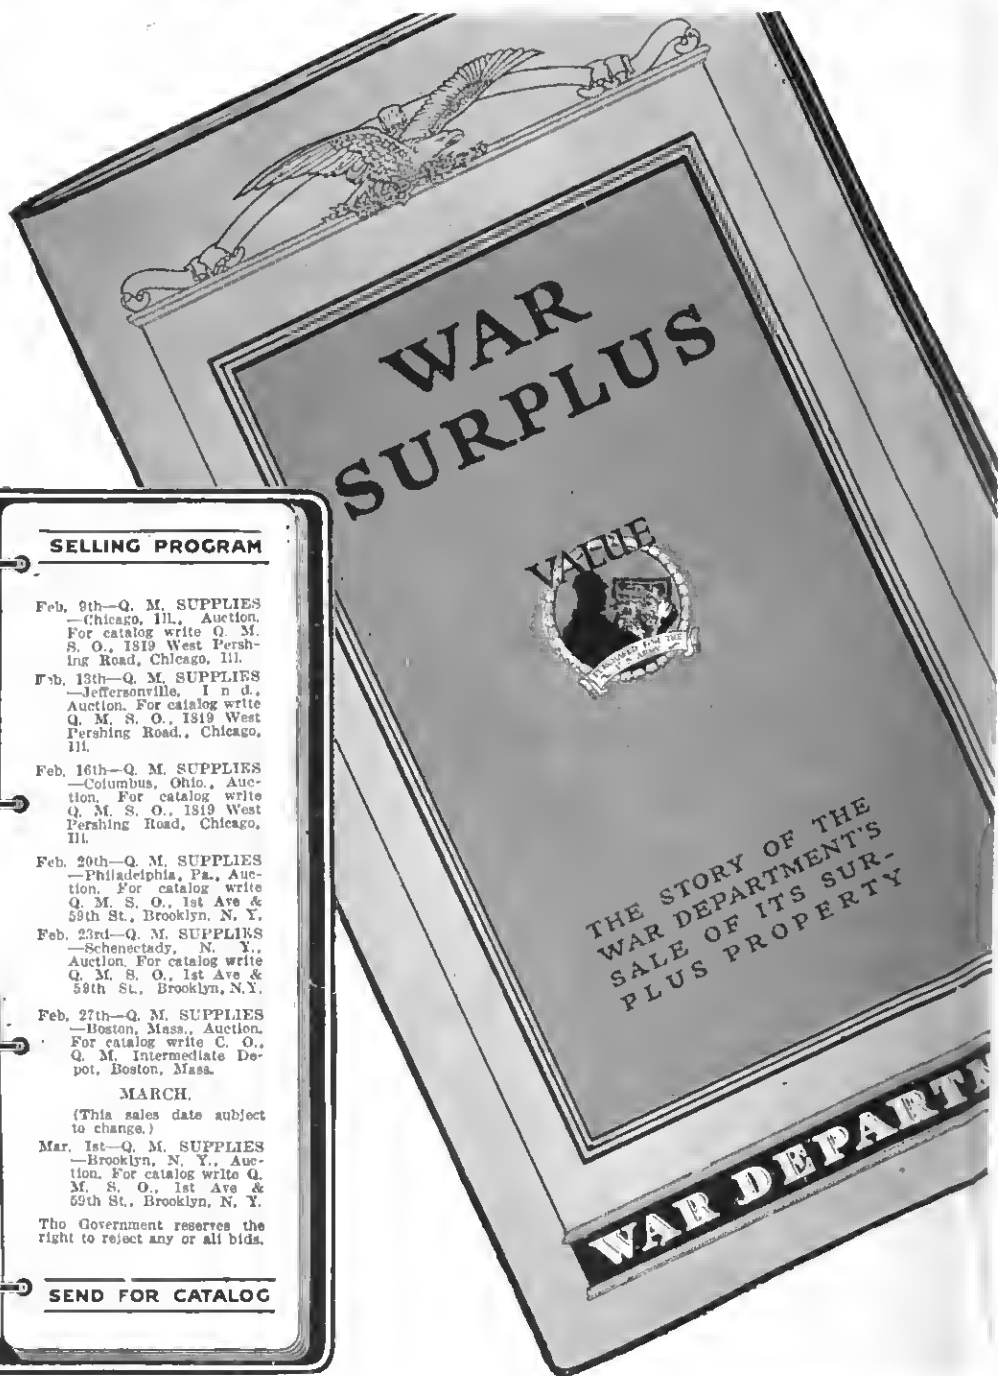 WAR
SURPLUS
VALUE
PURCHASED FOR THE
U S ARMY
THE STORY OF THE
WAR DEPARTMENT'S
SALE OF ITS SUR-
PLUS PROPERTY
WAR DEPARTM
SELLING PROGRAM
Feb. 9th—Q. M. SUPPLIES
—Chicago, Ill., Auction.
For catalog write Q. M.
S. O., 1819 West Persh-
ing Road, Chicago, Ill.
Feb. 13th—Q. M. SUPPLIES
—Jeffersonville, I n d.,
Auction. For catalog write
Q. M. S. O., 1819 West
Pershing Road., Chicago,
Ill.
Feb. 16th—Q. M. SUPPLIES
—Columbus, Ohio., Auc-
tion. For catalog write
Q. M. S. O., 1819 West
Pershing Road, Chicago,
Ill.
Feb. 20th—Q. M. SUPPLIES
—Philadelphia, Pa., Auc-
tion. For catalog write
Q. M. S. O., 1st Ave &
59th St., Brooklyn, N. Y.
Feb. 23rd—Q. M. SUPPLIES
—Schenectady, N. Y.,
Auction. For catalog write
Q. M. S. O., 1st Ave &
59th St., Brooklyn, N.Y.
Feb. 27th—Q. M. SUPPLIES
—Boston, Mass., Auction.
For catalog write C. O.,
Q. M. Intermediate De-
pot, Boston, Mass.
MARCH.
(This sales date subject
to change.)
Mar. 1st—Q. M. SUPPLIES
—Brooklyn, N. Y., Auc-
tion. For catalog write Q.
M. S. O., 1st Ave &
59th St., Brooklyn, N. Y.
The Government reserves the
right to reject any or all bids.
SEND FOR CATALOG